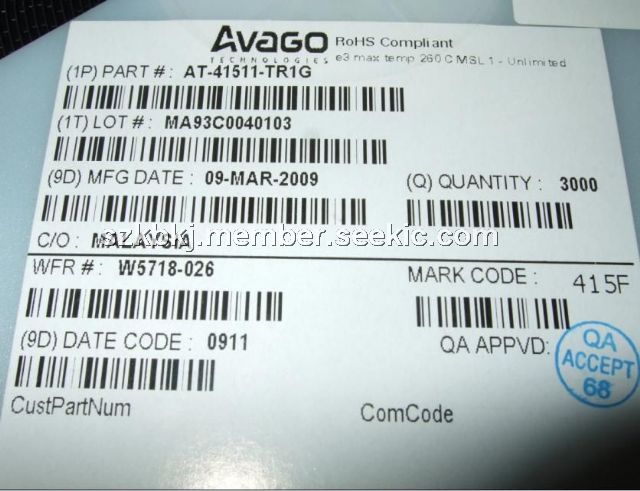 AVAGO RoHS Compliant
TECHNOLOGIES e3 max temp 260 C MSL 1 - Unlimited
(1P) PART #: AT-41511-TR1G
(1T) LOT #: MA93C0040103
(9D) MFG DATE: 09-MAR-2009 (Q) QUANTITY: 3000
szkbkj.member.seekic.com
C/O: MALAYSIA
WFR #: W5718-026 MARK CODE: 415F
(9D) DATE CODE: 0911 QA APPVD:
QA
ACCEPT
68
CustPartNum ComCode